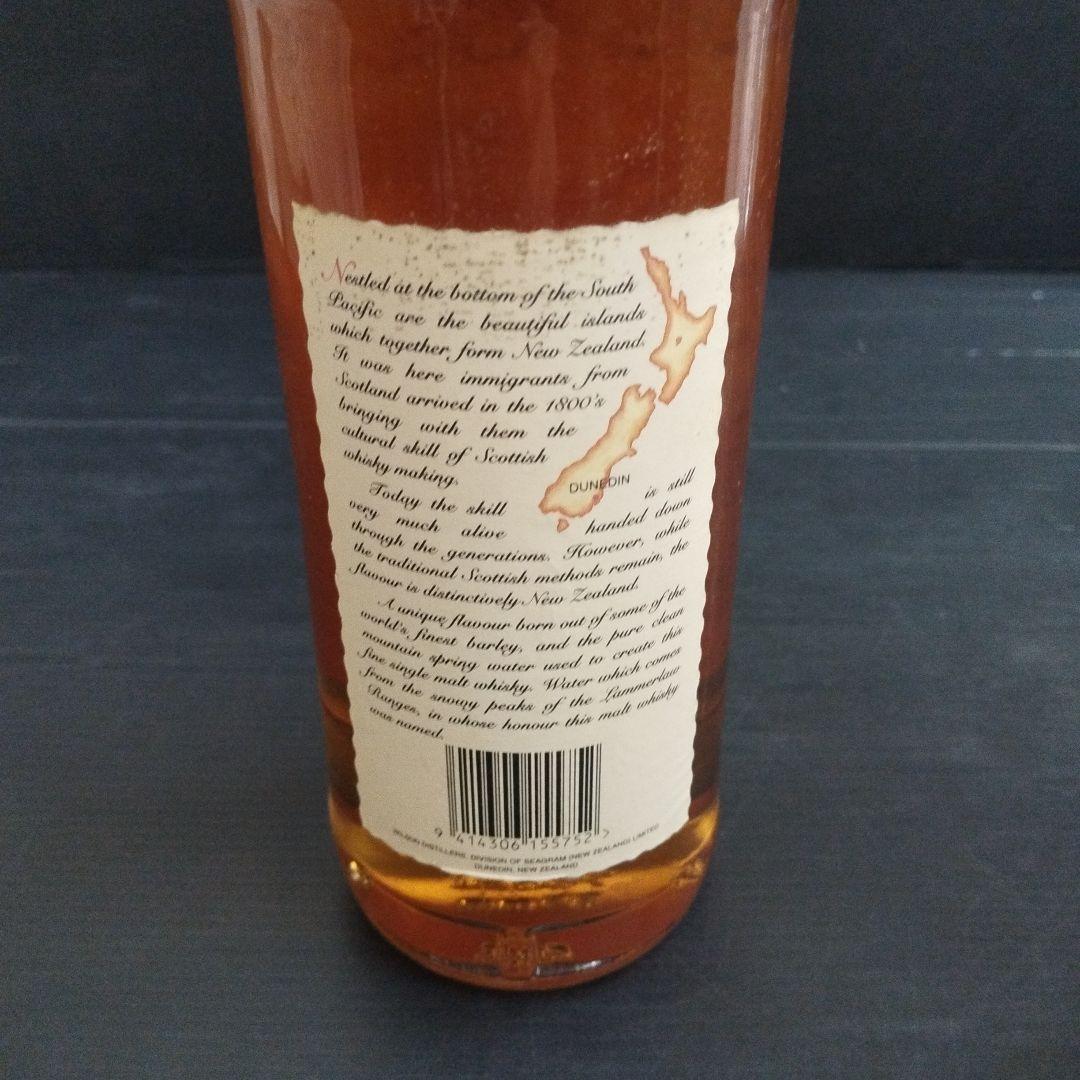 Nestled at the bottom of the South
Pacific are the beautiful islands
which together form New Zealand.
It was here immigrants from
Scotland arrived in the 1800's
bringing with them the
cultural skill of Scottish
whisky making.
DUNEDIN
Today the skill is still
very much alive handed down
through the generations. However, while
the traditional Scottish methods remain, the
flavour is distinctively New Zealand.
A unique flavour born out of some of the
world's finest barley, and the pure clean
mountain spring water used to create this
fine single malt whisky. Water which comes
from the snowy peaks of the Lammerlaw
Ranges, in whose honour this malt whisky
was named.
9 414306 155752 >
WILSON DISTILLERS, DIVISION OF SEAGRAM (NEW ZEALAND) LIMITED
DUNEDIN, NEW ZEALAND